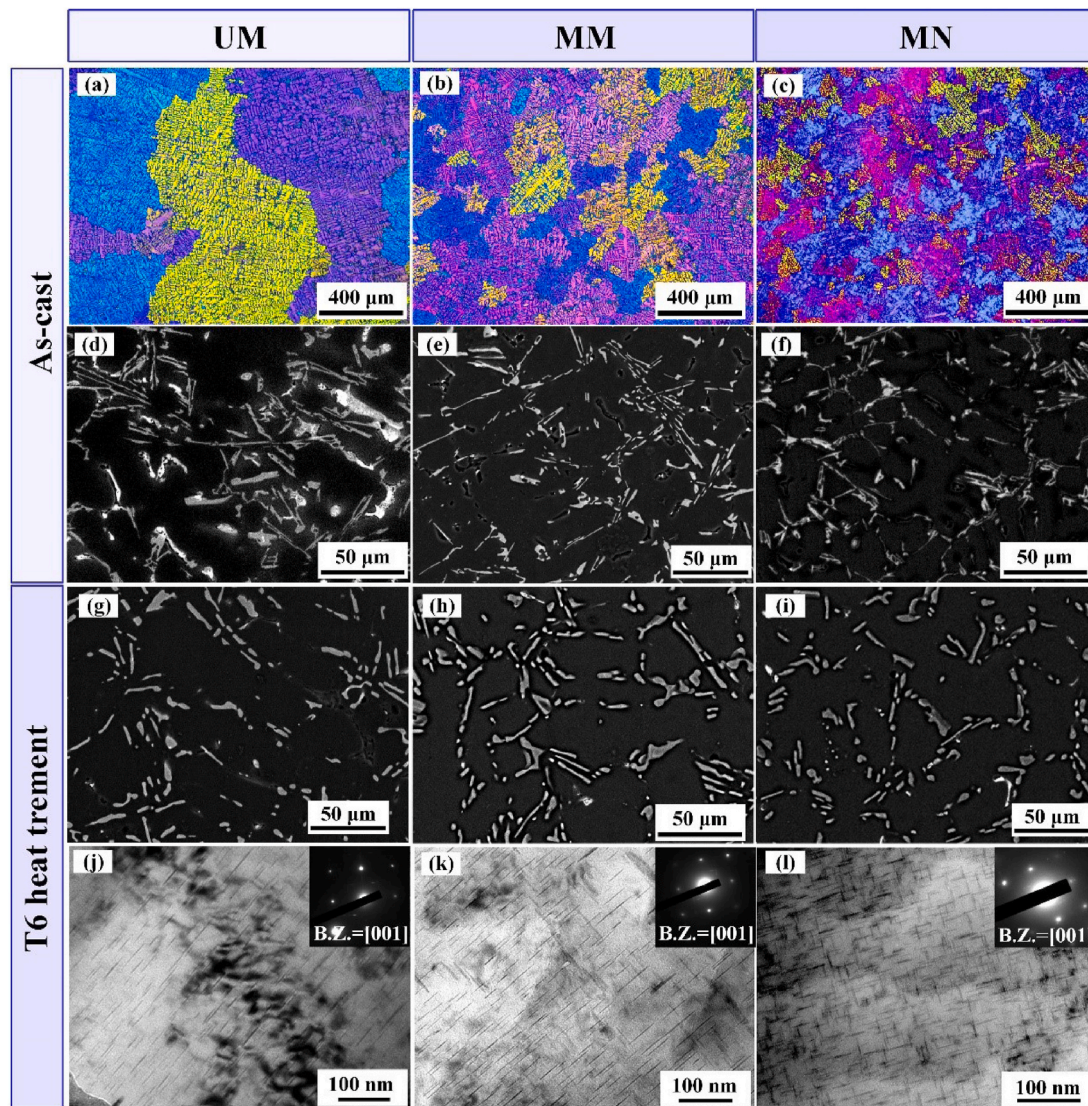 UM
MM
MN
As-cast
(a)
400 μm
(b)
400 μm
(c)
400 μm
(d)
50 μm
(e)
50 μm
(f)
50 μm
T6 heat trement
(g)
50 μm
(h)
50 μm
(i)
50 μm
(j)
B.Z.=[001]
100 nm
(k)
B.Z.=[001]
100 nm
(l)
B.Z.=[001
100 nm